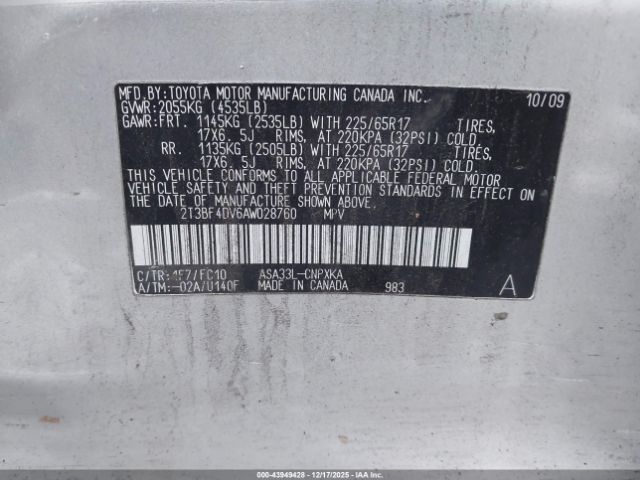 MFD. BY: TOYOTA MOTOR MANUFACTURING CANADA INC. 10/09
GVWR: 2055KG (4535LB)
GAWR: FRT. 1145KG (2535LB) WITH 225/65R17 TIRES,
17X6.5J RIMS, AT 220KPA (32PSI) COLD.
RR. 1135KG (2505LB) WITH 225/65R17 TIRES,
17X6.5J RIMS, AT 220KPA (32PSI) COLD.
THIS VEHICLE CONFORMS TO ALL APPLICABLE FEDERAL MOTOR
VEHICLE SAFETY AND THEFT PREVENTION STANDARDS IN EFFECT ON
THE DATE OF MANUFACTURE SHOWN ABOVE.
2T3BF4DV6AW028760 MPV
C/TR: 1F7/FC10 ASA33L-CNPXKA
A/TM: -02A/U140F MADE IN CANADA 983 A
IAA 43949428 - 12/17/2025 - IAAI.COM